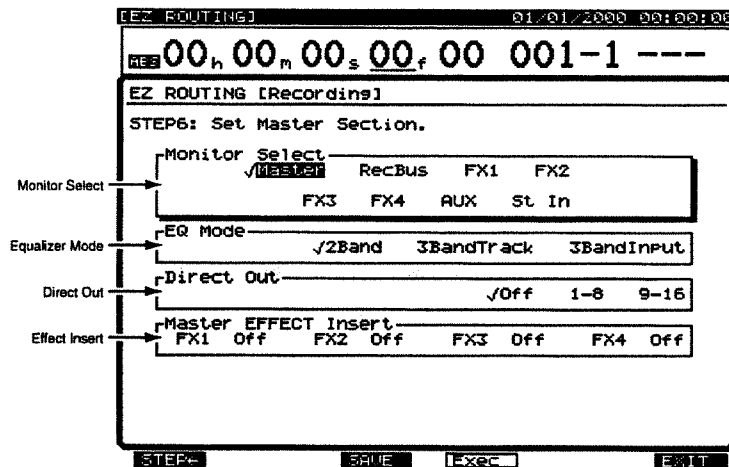 [EZ ROUTING] 01/01/2000 00:00:00
ABS 00h 00m 00s 00f 00 001-1 ---
EZ ROUTING [Recording]
STEP6: Set Master Section.
Monitor Select
Monitor Select
√Master RecBus FX1 FX2
FX3 FX4 AUX St In
Equalizer Mode
EQ Mode
√2Band 3BandTrack 3BandInput
Direct Out
Direct Out
√Off 1-8 9-16
Effect Insert
Master EFFECT Insert
FX1 Off FX2 Off FX3 Off FX4 Off
STEP← SAVE Exec EXIT